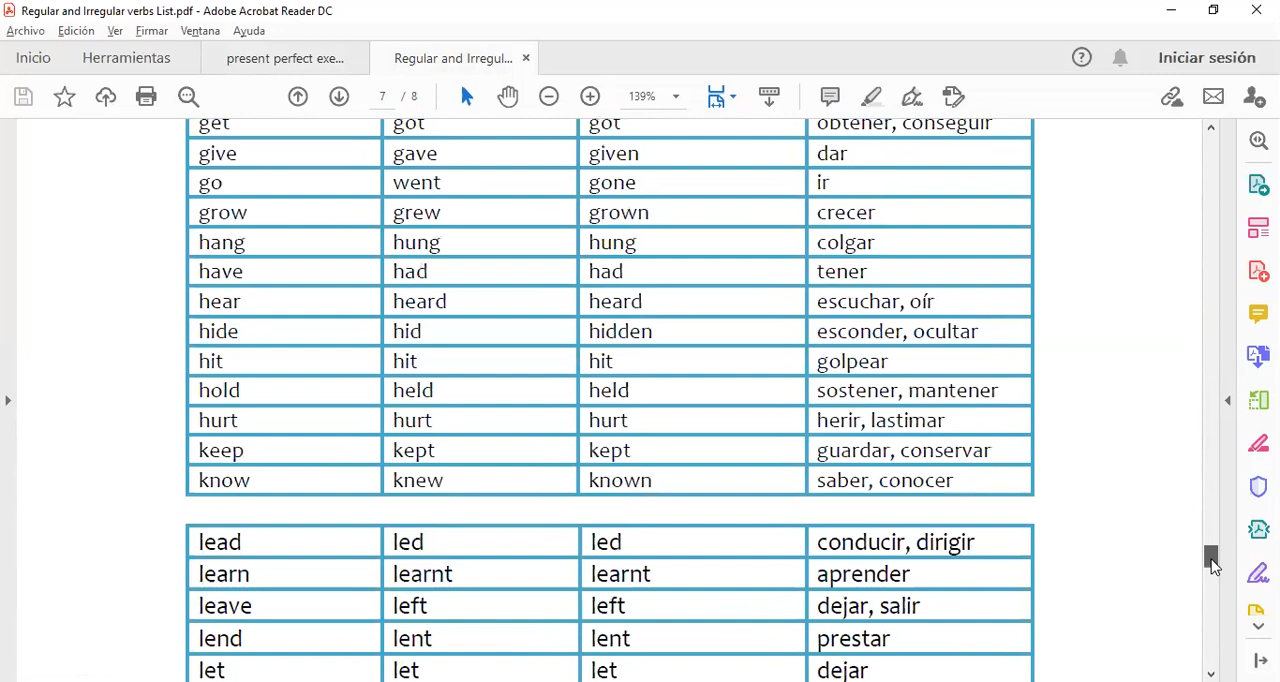 Regular and Irregular verbs List.pdf - Adobe Acrobat Reader DC
Archivo Edición Ver Firmar Ventana Ayuda
Inicio Herramientas present perfect exe... Regular and Irregul... × Iniciar sesión
7 / 8 139%
get got got obtener, conseguir
give gave given dar
go went gone ir
grow grew grown crecer
hang hung hung colgar
have had had tener
hear heard heard escuchar, oír
hide hid hidden esconder, ocultar
hit hit hit golpear
hold held held sostener, mantener
hurt hurt hurt herir, lastimar
keep kept kept guardar, conservar
know knew known saber, conocer
lead led led conducir, dirigir
learn learnt learnt aprender
leave left left dejar, salir
lend lent lent prestar
let let let dejar